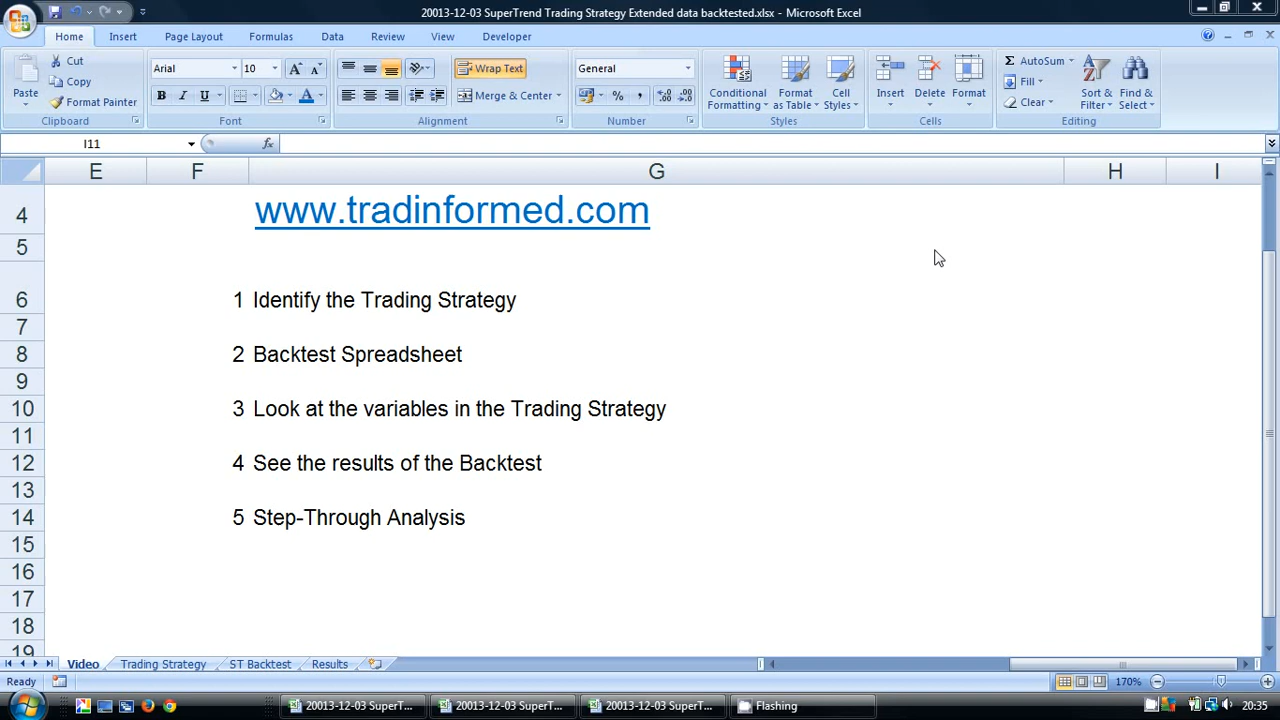 20013-12-03 SuperTrend Trading Strategy Extended data backtested.xlsx - Microsoft Excel
Home Insert Page Layout Formulas Data Review View Developer
Paste
Cut
Copy
Format Painter
Clipboard
Arial 10
B I U
Font
Wrap Text
Merge & Center
Alignment
General
Number
Conditional Formatting
Format as Table
Cell Styles
Styles
Insert Delete Format
Cells
AutoSum
Fill
Clear
Sort & Filter
Find & Select
Editing
I11 fx
E F G H I
4 www.tradinformed.com
5
6 1 Identify the Trading Strategy
7
8 2 Backtest Spreadsheet
9
10 3 Look at the variables in the Trading Strategy
11
12 4 See the results of the Backtest
13
14 5 Step-Through Analysis
15
16
17
18
19
Video Trading Strategy ST Backtest Results
Ready 170%
20013-12-03 SuperT... 20013-12-03 SuperT... 20013-12-03 SuperT... Flashing 20:35